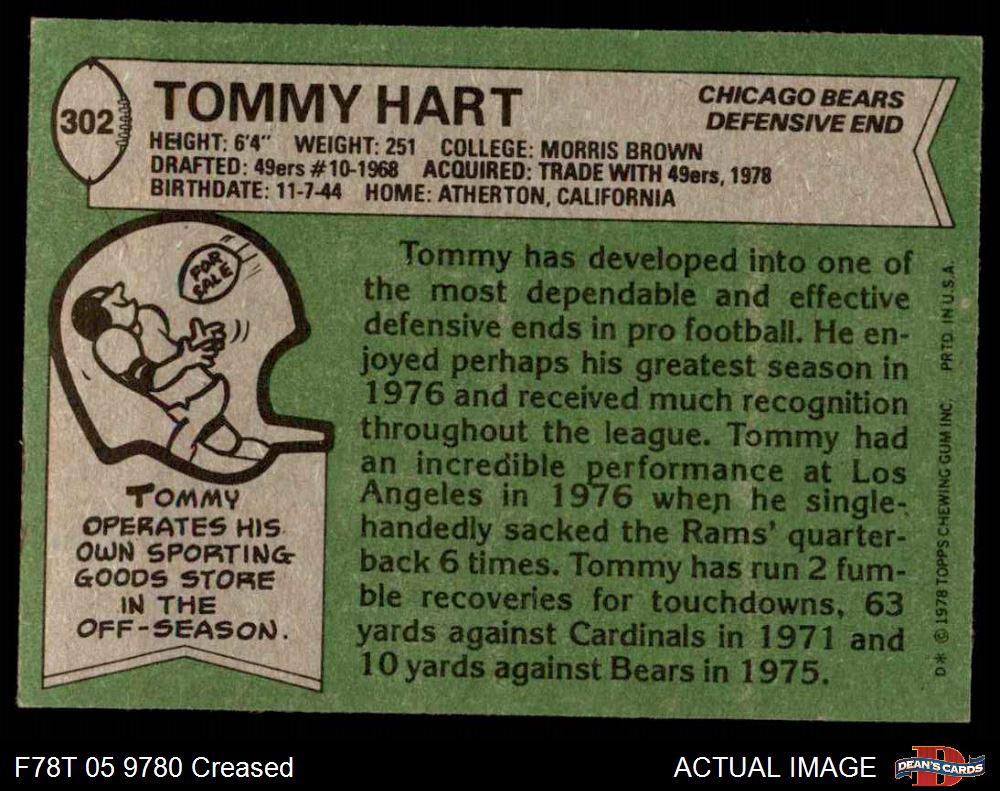 302
TOMMY HART
CHICAGO BEARS
DEFENSIVE END
HEIGHT: 6'4" WEIGHT: 251 COLLEGE: MORRIS BROWN
DRAFTED: 49ers #10-1968 ACQUIRED: TRADE WITH 49ers, 1978
BIRTHDATE: 11-7-44 HOME: ATHERTON, CALIFORNIA
FOR
SALE
TOMMY
OPERATES HIS
OWN SPORTING
GOODS STORE
IN THE
OFF-SEASON.
Tommy has developed into one of
the most dependable and effective
defensive ends in pro football. He en-
joyed perhaps his greatest season in
1976 and received much recognition
throughout the league. Tommy had
an incredible performance at Los
Angeles in 1976 when he single-
handedly sacked the Rams' quarter-
back 6 times. Tommy has run 2 fum-
ble recoveries for touchdowns, 63
yards against Cardinals in 1971 and
10 yards against Bears in 1975.
D* © 1978 TOPPS CHEWING GUM INC. PRTD. IN U.S.A.
F78T 05 9780 Creased
ACTUAL IMAGE
D
DEAN'S CARDS